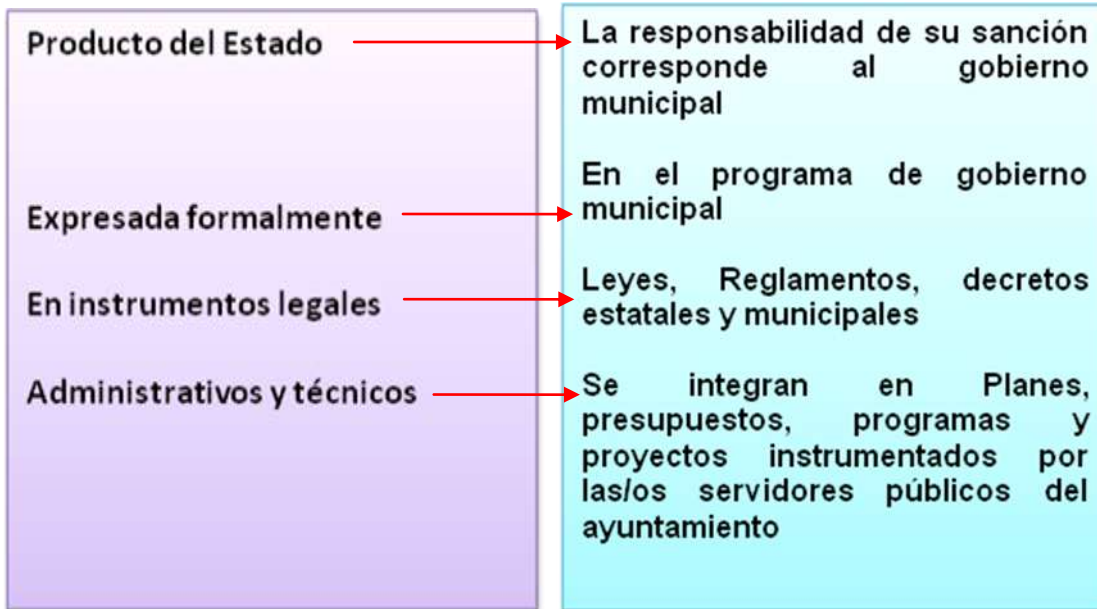 Producto del Estado
La responsabilidad de su sanción
corresponde al gobierno
municipal
Expresada formalmente
En el programa de gobierno
municipal
En instrumentos legales
Leyes, Reglamentos, decretos
estatales y municipales
Administrativos y técnicos
Se integran en Planes,
presupuestos, programas y
proyectos instrumentados por
las/os servidores públicos del
ayuntamiento